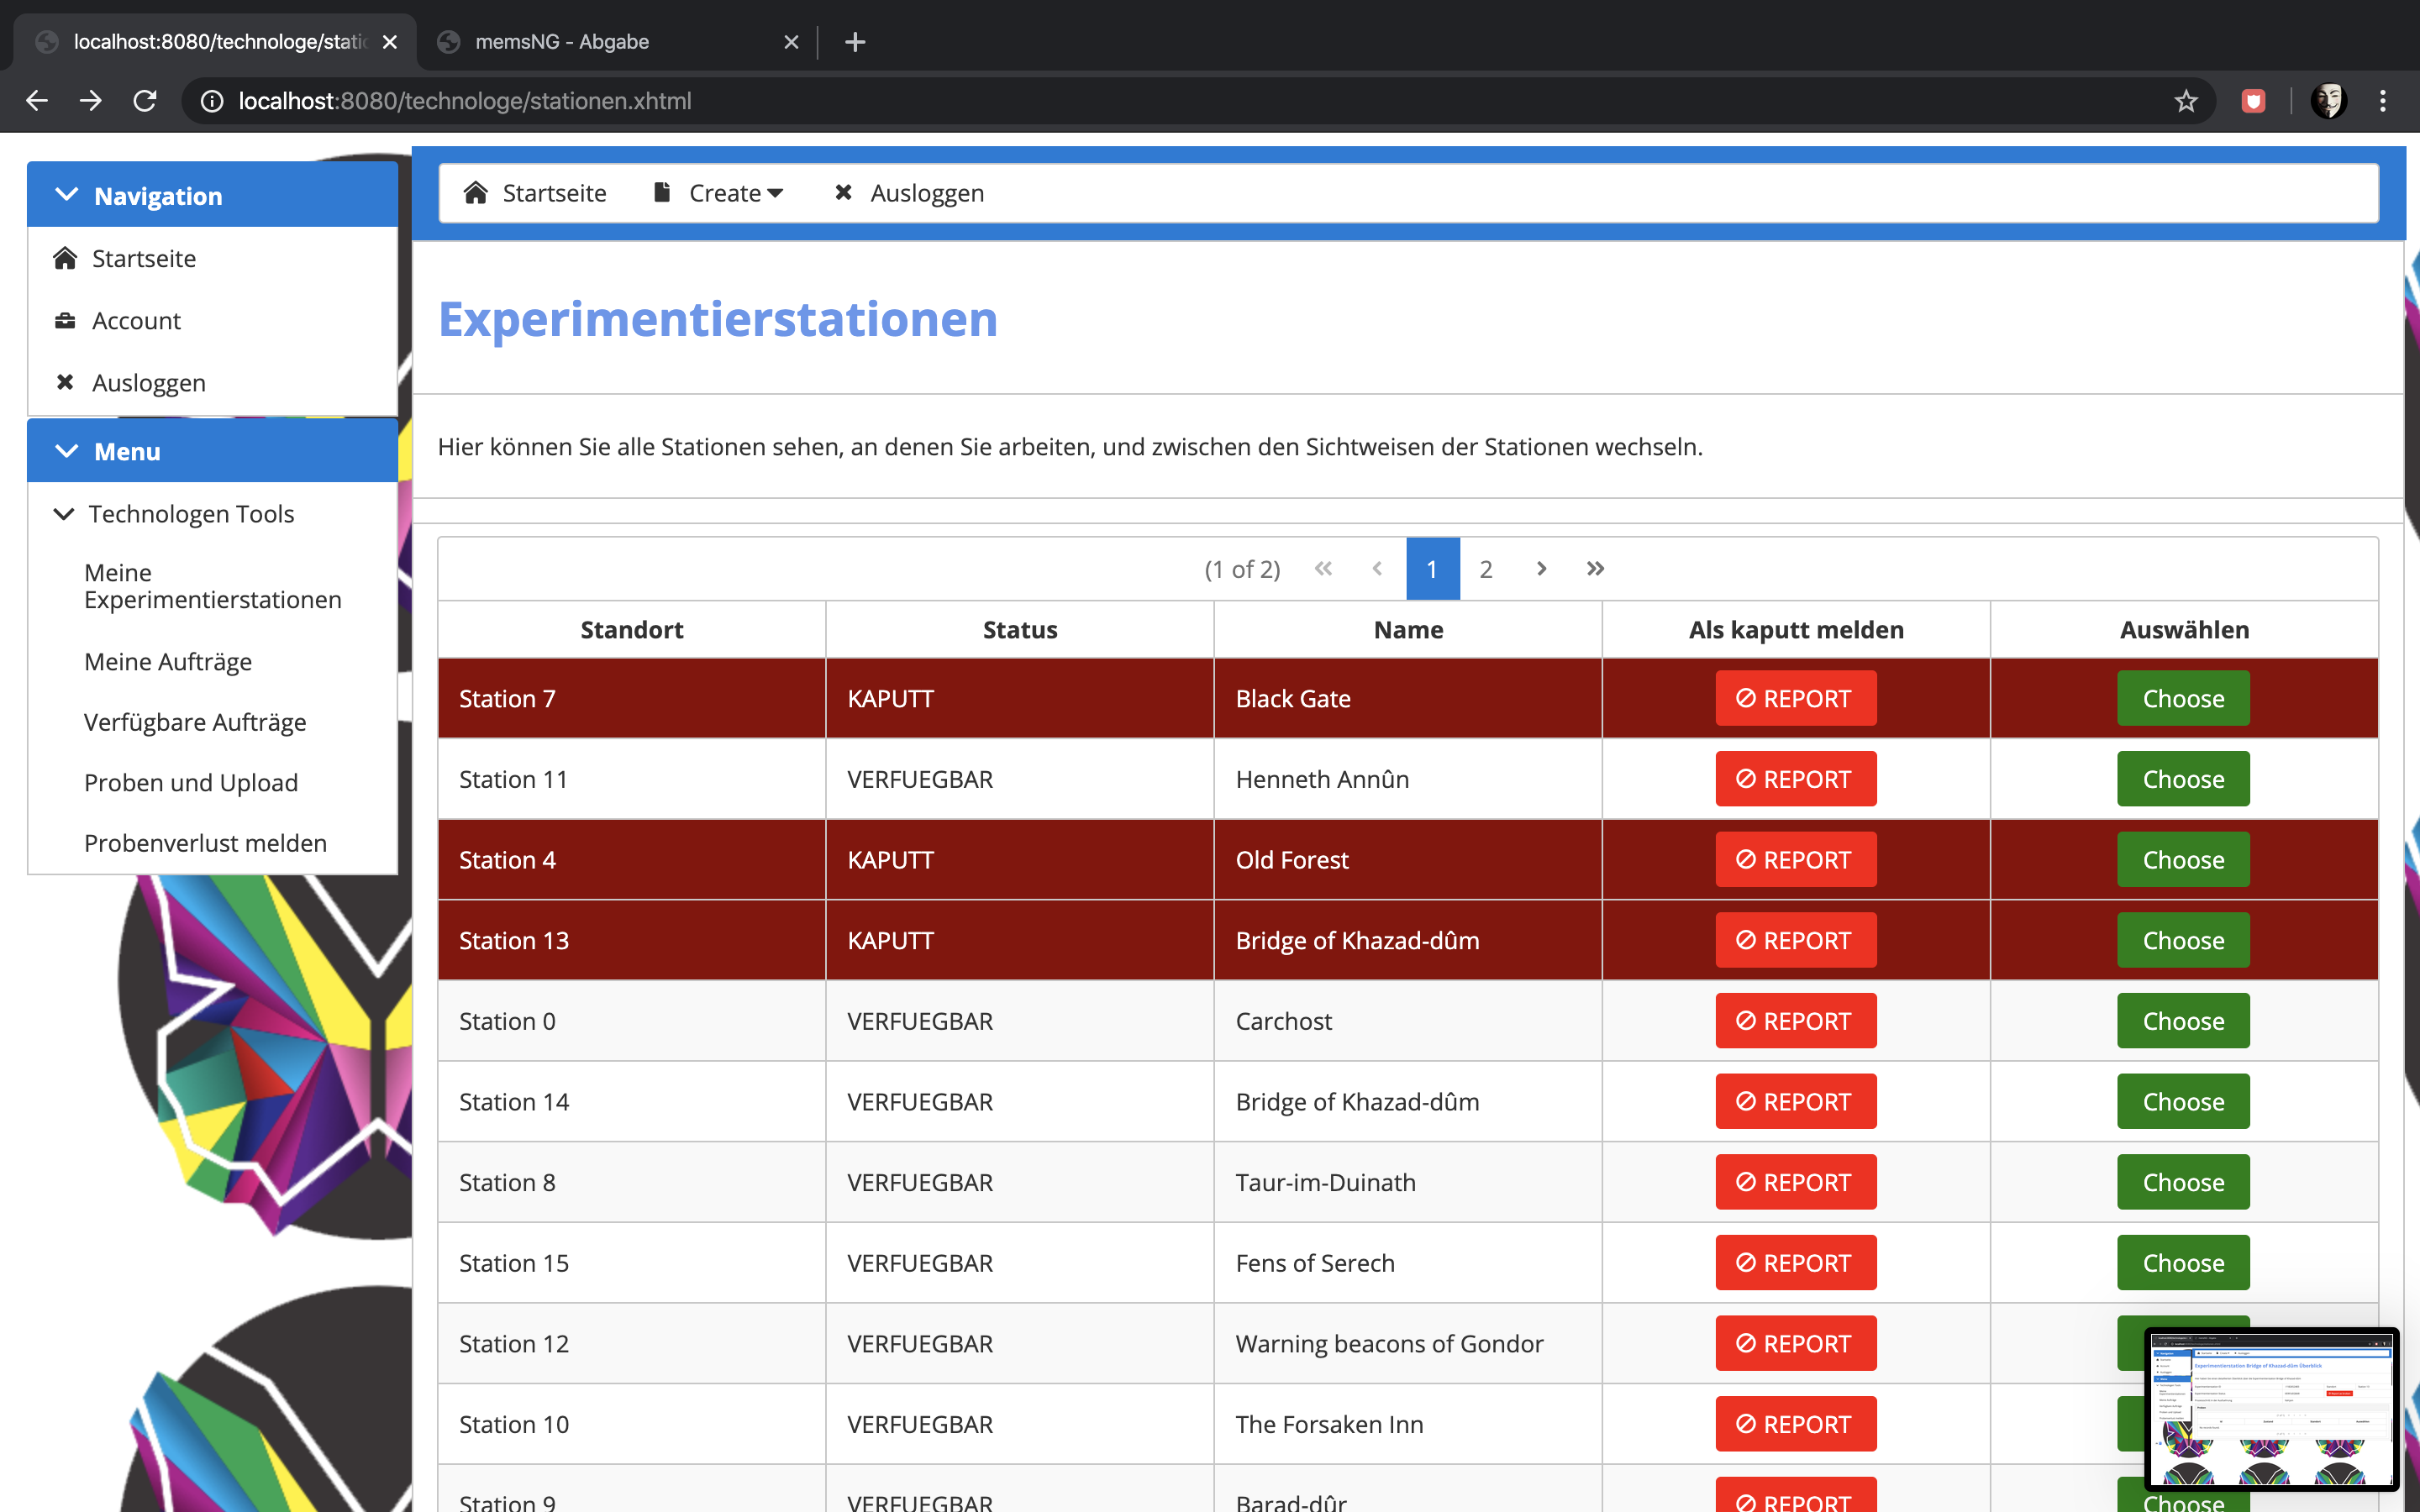 localhost:8080/technologe/static
memsNG - Abgabe
localhost:8080/technologe/stationen.xhtml
Navigation
Startseite
Account
Ausloggen
Menu
Technologen Tools
Meine
Experimentierstationen
Meine Aufträge
Verfügbare Aufträge
Proben und Upload
Probenverlust melden
Startseite Create Ausloggen
Experimentierstationen
Hier können Sie alle Stationen sehen, an denen Sie arbeiten, und zwischen den Sichtweisen der Stationen wechseln.
(1 of 2) 1 2
Standort Status Name Als kaputt melden Auswählen
Station 7 KAPUTT Black Gate REPORT Choose
Station 11 VERFUEGBAR Henneth Annûn REPORT Choose
Station 4 KAPUTT Old Forest REPORT Choose
Station 13 KAPUTT Bridge of Khazad-dûm REPORT Choose
Station 0 VERFUEGBAR Carchost REPORT Choose
Station 14 VERFUEGBAR Bridge of Khazad-dûm REPORT Choose
Station 8 VERFUEGBAR Taur-im-Duinath REPORT Choose
Station 15 VERFUEGBAR Fens of Serech REPORT Choose
Station 12 VERFUEGBAR Warning beacons of Gondor REPORT
Station 10 VERFUEGBAR The Forsaken Inn REPORT
Station 9 VERFUEGBAR Barad-dûr REPORT Choose
Experimentierstation Bridge of Khazad-dûm Überblick